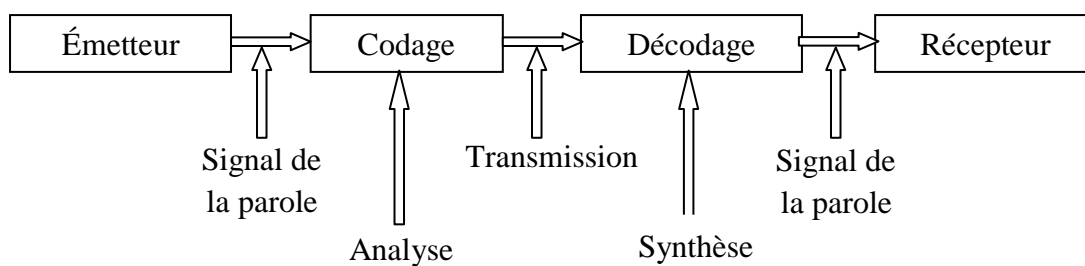 Émetteur
Codage
Décodage
Récepteur
Signal de
la parole
Transmission
Signal de
la parole
Analyse
Synthèse